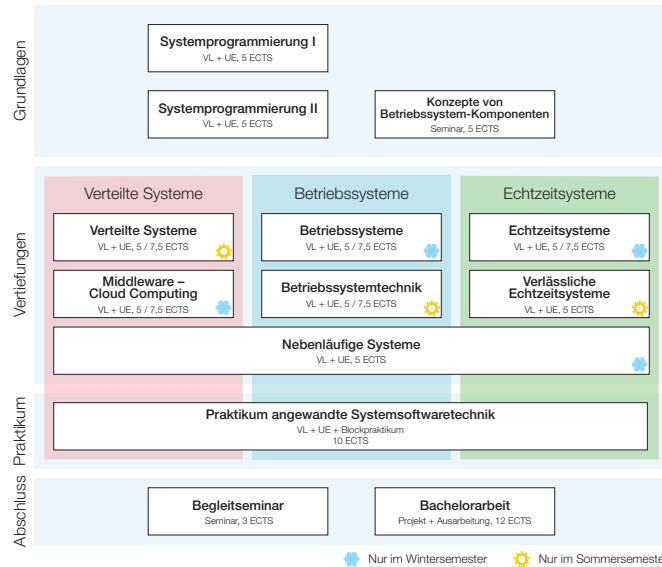 Grundlagen
Systemprogrammierung I
VL + UE, 5 ECTS
Systemprogrammierung II
VL + UE, 5 ECTS
Konzepte von
Betriebssystem-Komponenten
Seminar, 5 ECTS
Vertiefungen
Verteilte Systeme
Verteilte Systeme
VL + UE, 5 / 7,5 ECTS
Middleware –
Cloud Computing
VL + UE, 5 / 7,5 ECTS
Betriebssysteme
Betriebssysteme
VL + UE, 5 / 7,5 ECTS
Betriebssystemtechnik
VL + UE, 5 / 7,5 ECTS
Echtzeitsysteme
Echtzeitsysteme
VL + UE, 5 / 7,5 ECTS
Verlässliche
Echtzeitsysteme
VL + UE, 5 ECTS
Nebenläufige Systeme
VL + UE, 5 ECTS
Praktikum
Praktikum angewandte Systemsoftwaretechnik
VL + UE + Blockpraktikum
10 ECTS
Abschluss
Begleitseminar
Seminar, 3 ECTS
Bachelorarbeit
Projekt + Ausarbeitung, 12 ECTS
Nur im Wintersemester
Nur im Sommersemeste